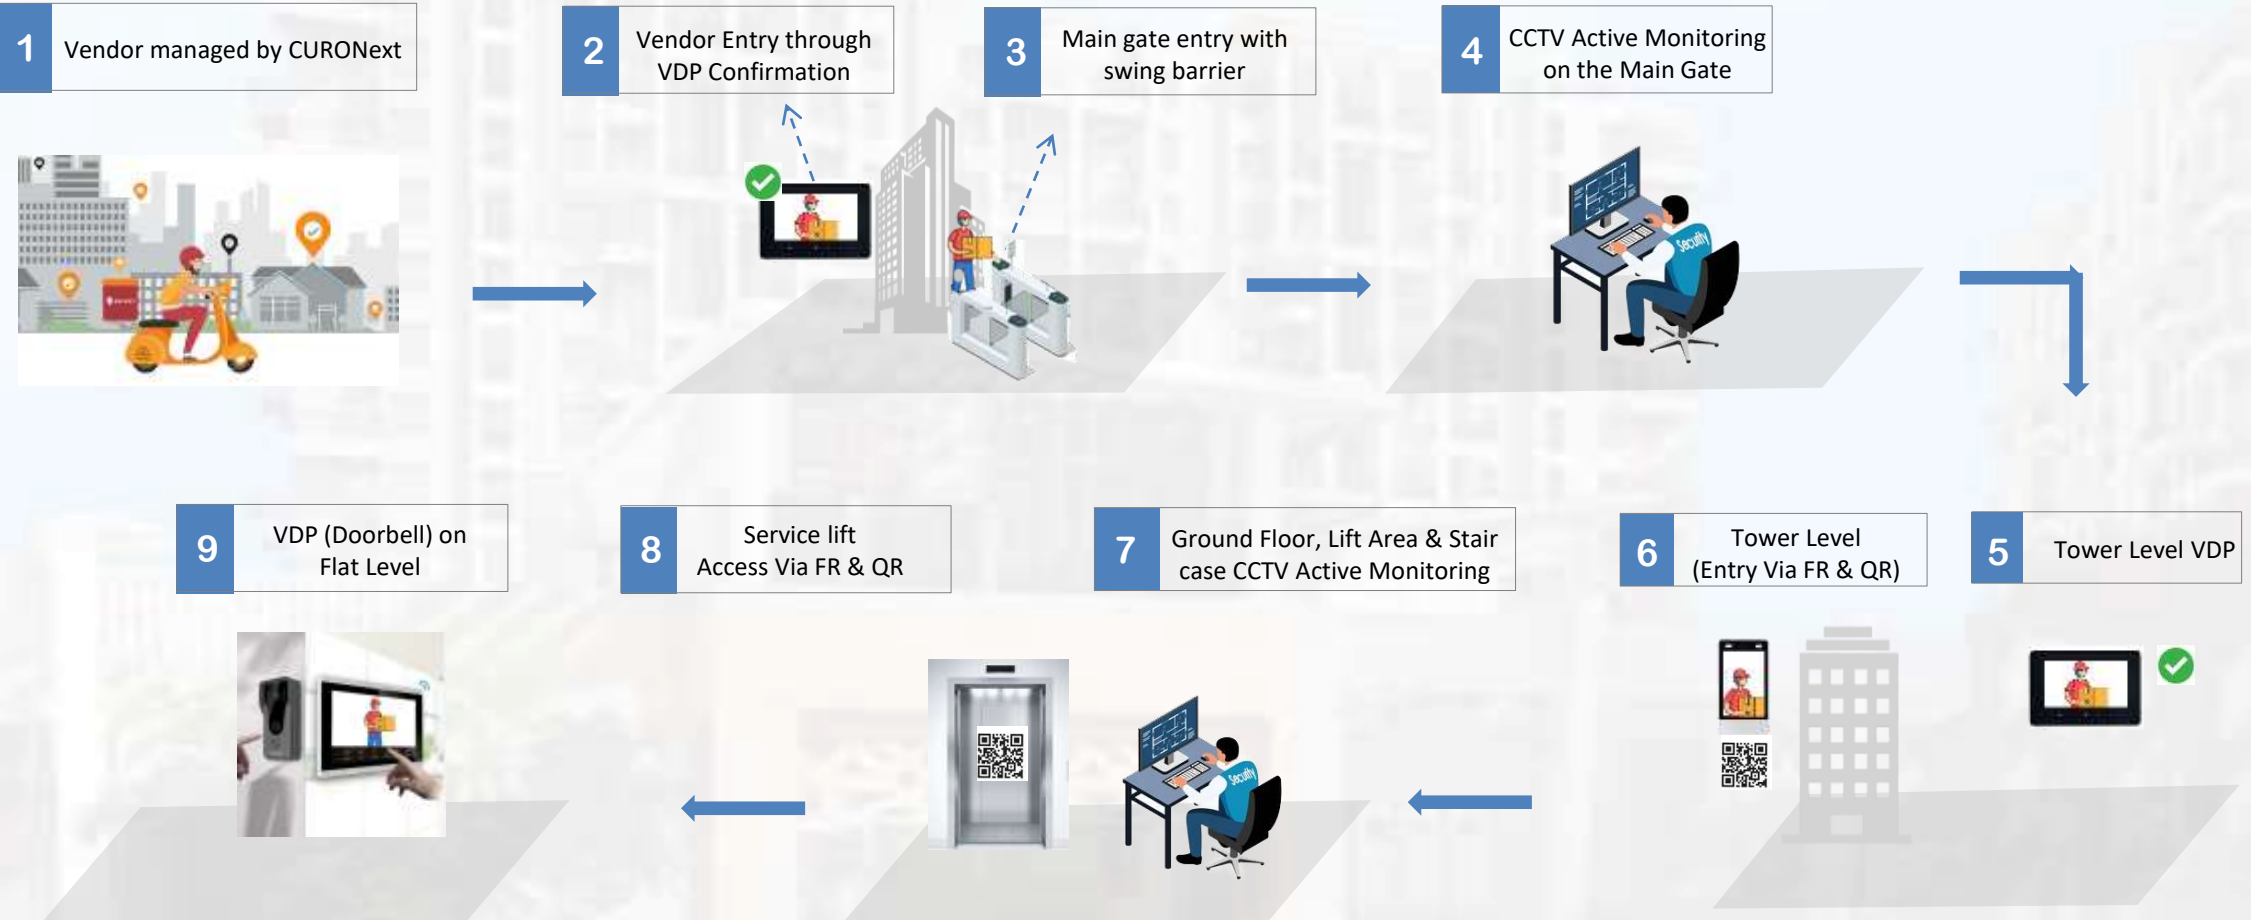 1
Vendor managed by CURONext
2
Vendor Entry through
VDP Confirmation
3
Main gate entry with
swing barrier
4
CCTV Active Monitoring
on the Main Gate
Security
9
VDP (Doorbell) on
Flat Level
8
Service lift
Access Via FR & QR
7
Ground Floor, Lift Area & Stair
case CCTV Active Monitoring
6
Tower Level
(Entry Via FR & QR)
5
Tower Level VDP
Security